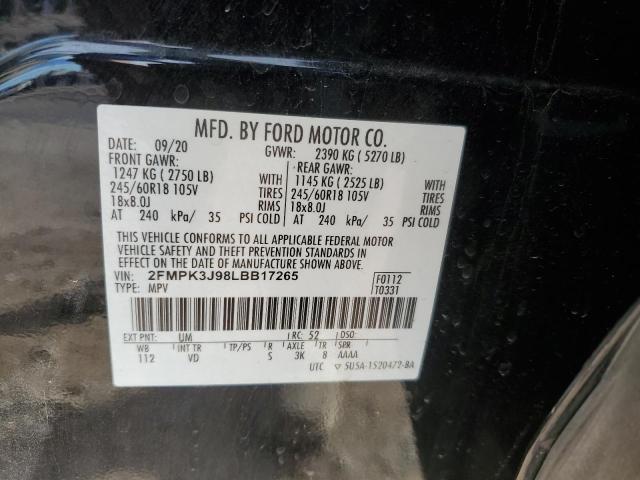 MFD. BY FORD MOTOR CO.
DATE: 09/20 GVWR: 2390 KG ( 5270 LB)
FRONT GAWR: REAR GAWR:
1247 KG ( 2750 LB) WITH 1145 KG ( 2525 LB) WITH
245/60R18 105V TIRES 245/60R18 105V TIRES
18x8.0J RIMS 18x8.0J RIMS
AT 240 kPa/ 35 PSI COLD AT 240 kPa/ 35 PSI COLD
THIS VEHICLE CONFORMS TO ALL APPLICABLE FEDERAL MOTOR
VEHICLE SAFETY AND THEFT PREVENTION STANDARDS IN
EFFECT ON THE DATE OF MANUFACTURE SHOWN ABOVE.
VIN: 2FMPK3J98LBB17265 F0112
TYPE: MPV T0331
EXT PNT: UM RC: 52 DSO:
WB INT TR TP/PS R AXLE TR SPR
112 VD S 3K 8 AAAA
UTC ▽ 5U5A-1520472-BA